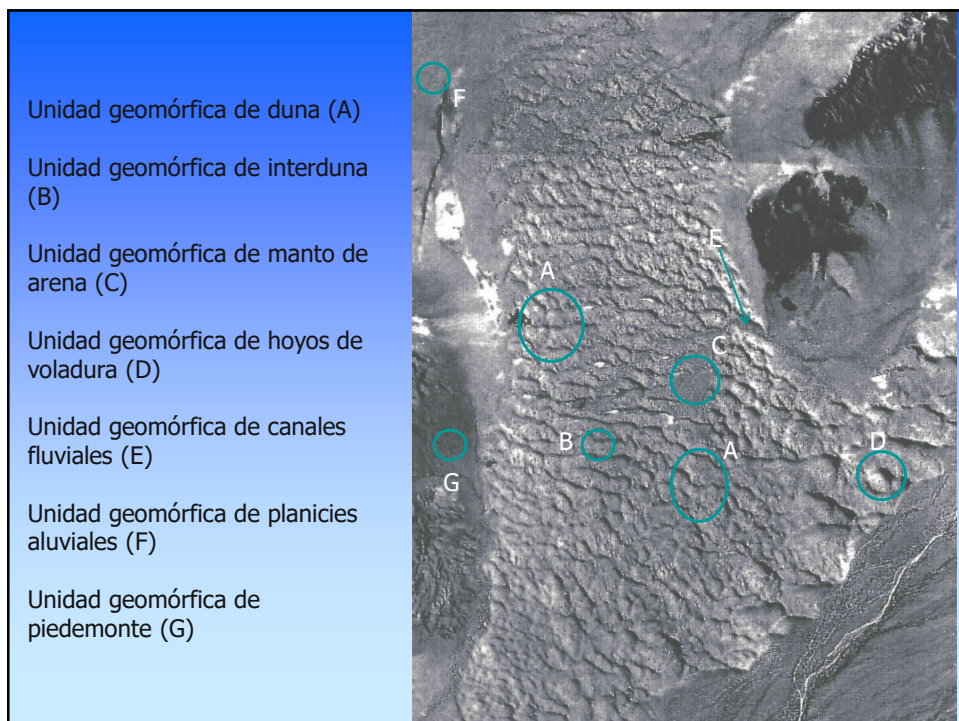 Unidad geomórfica de duna (A)
Unidad geomórfica de interduna
(B)
Unidad geomórfica de manto de
arena (C)
Unidad geomórfica de hoyos de
voladura (D)
Unidad geomórfica de canales
fluviales (E)
Unidad geomórfica de planicies
aluviales (F)
Unidad geomórfica de
piedemonte (G)
F
E
A
C
B
A
D
G